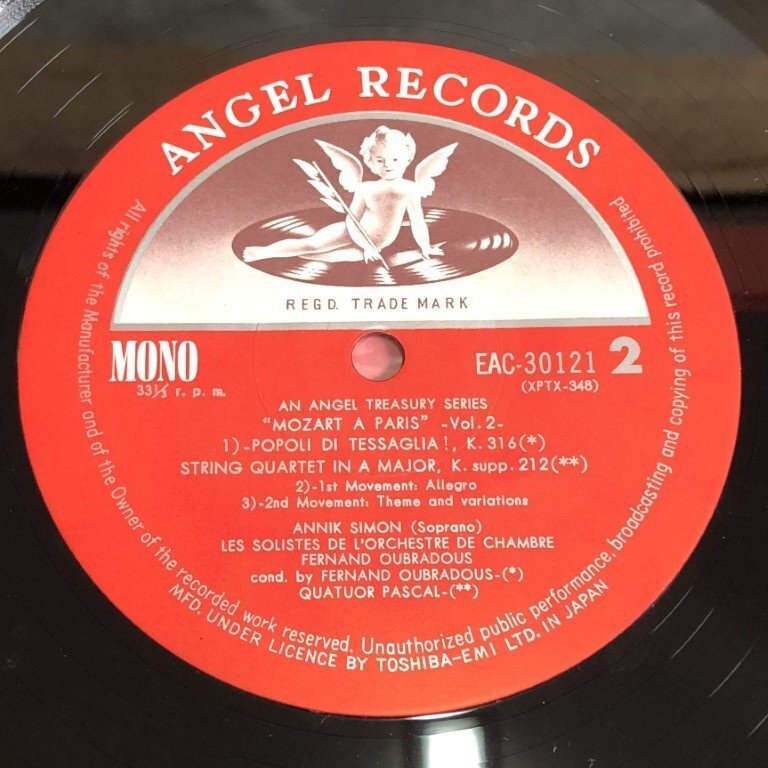 ANGEL RECORDS
REGD. TRADE MARK
MONO
33⅓ r. p. m.
EAC-30121 2
(XPTX-348)
AN ANGEL TREASURY SERIES
"MOZART A PARIS" -Vol. 2-
1)-POPOLI DI TESSAGLIA!, K. 316(*)
STRING QUARTET IN A MAJOR, K. supp. 212(**)
2)-1st Movement: Allegro
3)-2nd Movement: Theme and variations
ANNIK SIMON (Soprano)
LES SOLISTES DE L'ORCHESTRE DE CHAMBRE
FERNAND OUBRADOUS
cond. by FERNAND OUBRADOUS-(*)
QUATUOR PASCAL-(**)
All rights of the Manufacturer and of the Owner of the recorded work reserved. Unauthorized public performance, broadcasting and copying of this record prohibited
MFD. UNDER LICENCE BY TOSHIBA-EMI LTD. IN JAPAN